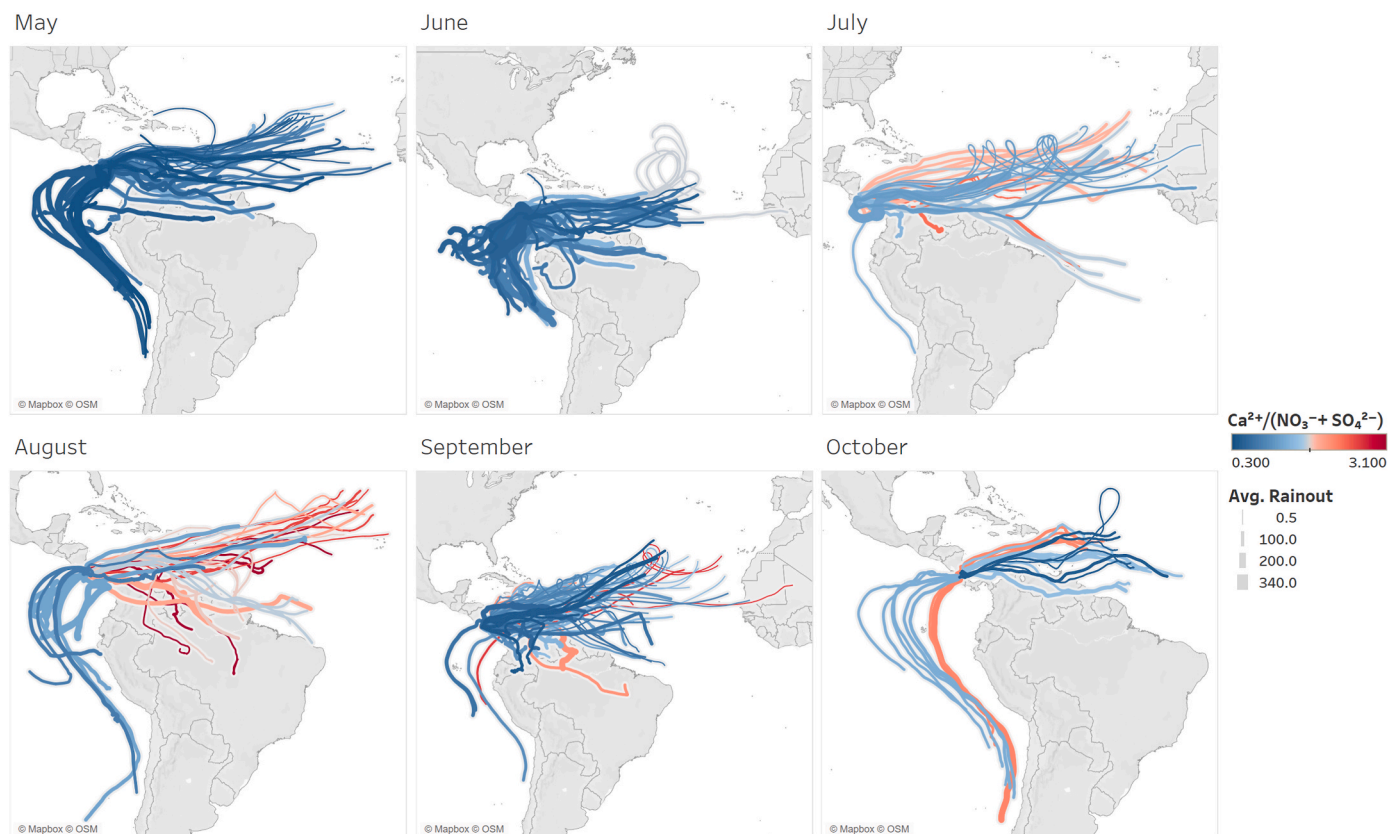 May
June
July
© Mapbox © OSM
© Mapbox © OSM
© Mapbox © OSM
August
September
October
Ca²⁺/(NO₃⁻+ SO₄²⁻)
0.300
3.100
Avg. Rainout
0.5
100.0
200.0
340.0
© Mapbox © OSM
© Mapbox © OSM
© Mapbox © OSM